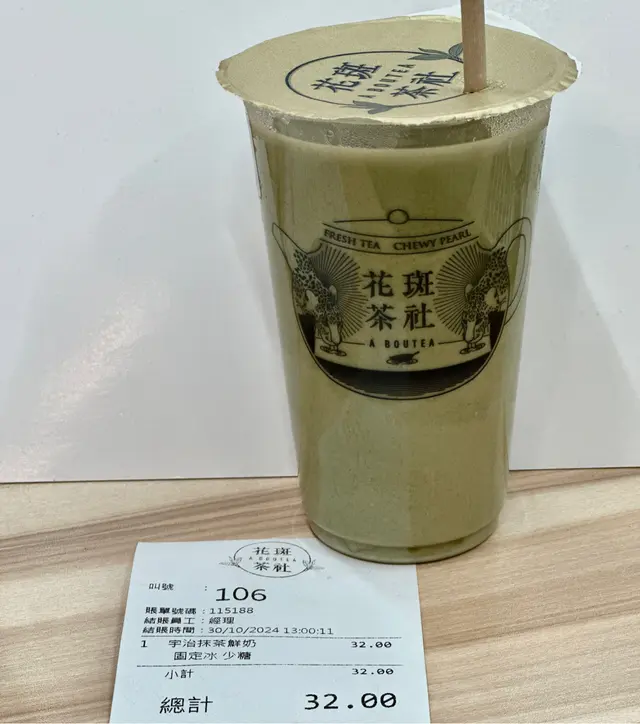 花斑
A BOUTEA
茶社
FRESH TEA CHEWY PEARL
花斑
茶社
A BOUTEA
花斑
A BOUTEA
茶社
叫號 : 106
賬單號碼 : 115188
結賬員工 : 經理
結賬時間 : 30/10/2024 13:00:11
1 宇治抹茶鮮奶 32.00
固定冰 少糖
小計 32.00
總計 32.00